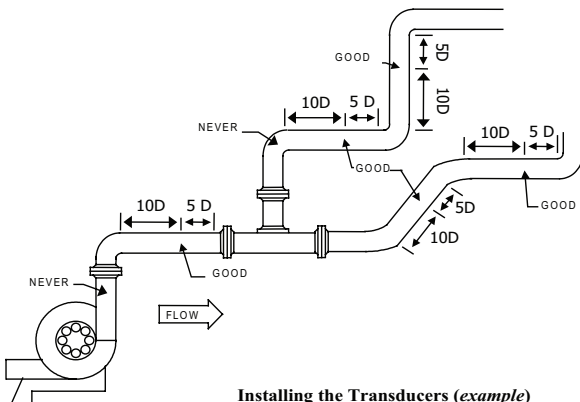 5D
GOOD
10D
10D 5 D
NEVER
10D 5 D
GOOD
GOOD
5D
10D
10D 5 D
GOOD
NEVER
FLOW
Installing the Transducers (example)